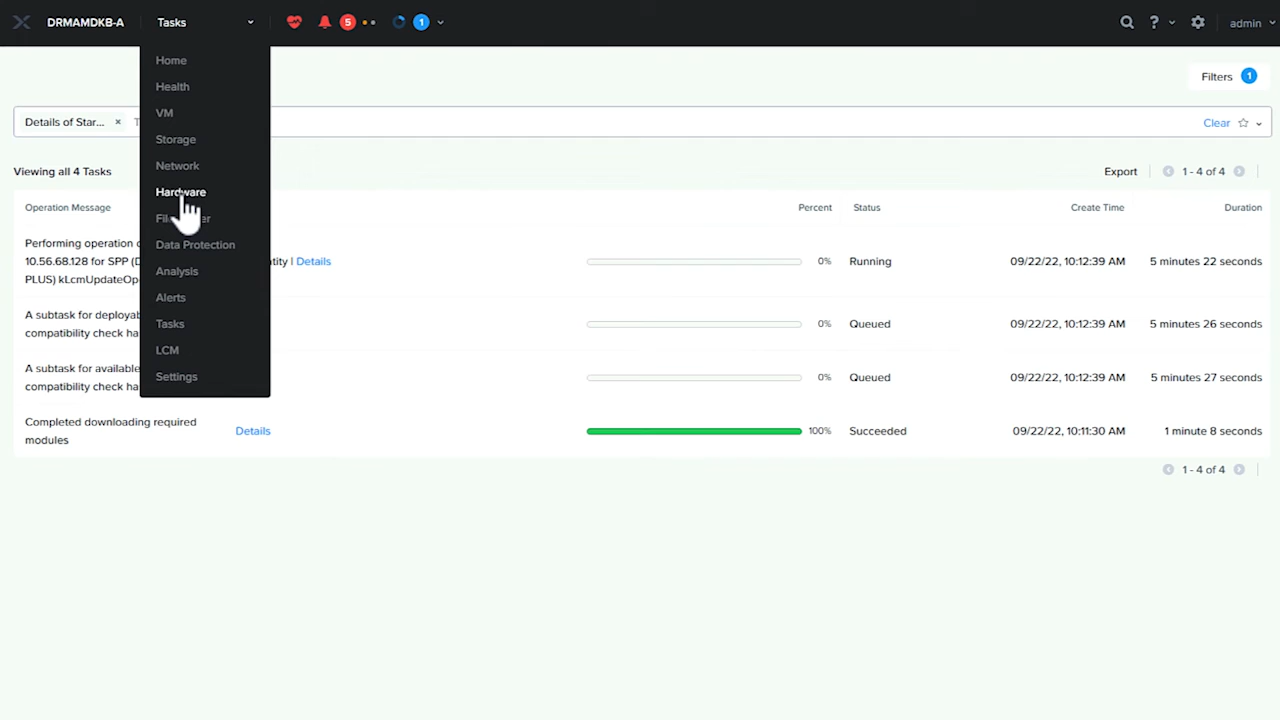 DRMAMDKB-A Tasks 5 1 ? admin
Home
Health
VM
Storage
Network
Hardware
Data Protection
Analysis
Alerts
Tasks
LCM
Settings
Filters 1
Details of Star... × Clear
Viewing all 4 Tasks Export 1 - 4 of 4
Operation Message Percent Status Create Time Duration
Performing operation
10.56.68.128 for SPP | Details 0% Running 09/22/22, 10:12:39 AM 5 minutes 22 seconds
PLUS)
A subtask for
compatibility check 0% Queued 09/22/22, 10:12:39 AM 5 minutes 26 seconds
A subtask for available
compatibility check 0% Queued 09/22/22, 10:12:39 AM 5 minutes 27 seconds
Completed downloading required
modules Details 100% Succeeded 09/22/22, 10:11:30 AM 1 minute 8 seconds
1 - 4 of 4